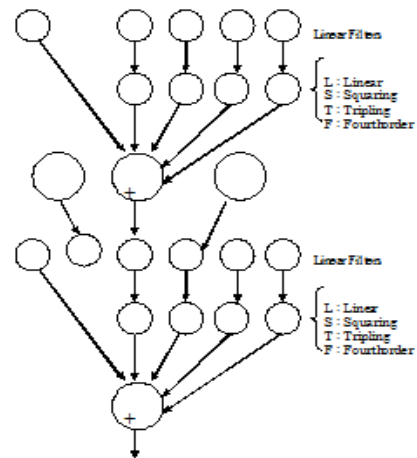 Linear Filters
L : Linear
S : Squaring
T : Tripling
F : Fourthorder
+
Linear Filters
L : Linear
S : Squaring
T : Tripling
F : Fourthorder
+